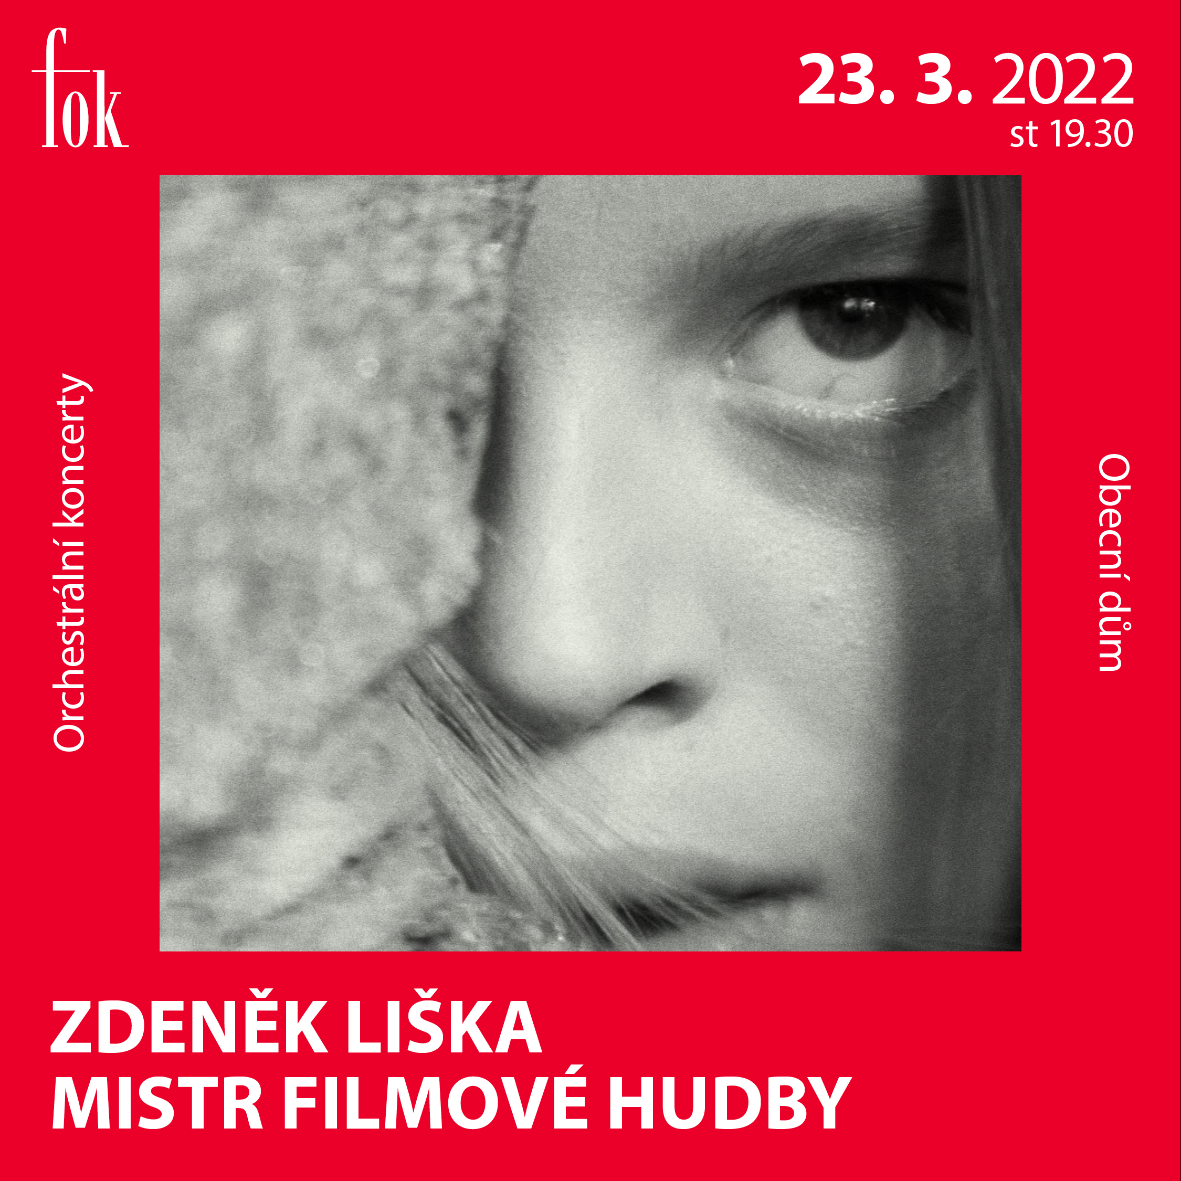 fok
23. 3. 2022
st 19.30
Orchestrální koncerty
Obecní dům
ZDENĚK LIŠKA
MISTR FILMOVÉ HUDBY